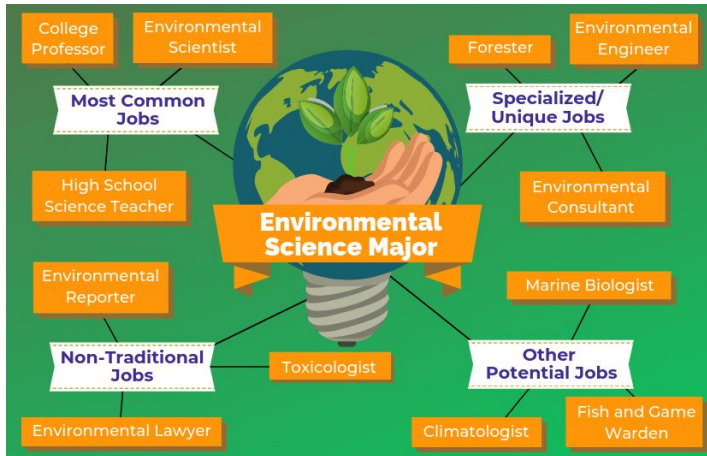 College
Professor
Environmental
Scientist
Most Common
Jobs
High School
Science Teacher
Forester
Environmental
Engineer
Specialized/
Unique Jobs
Environmental
Consultant
Environmental
Science Major
Environmental
Reporter
Non-Traditional
Jobs
Toxicologist
Environmental Lawyer
Marine Biologist
Other
Potential Jobs
Climatologist
Fish and Game
Warden